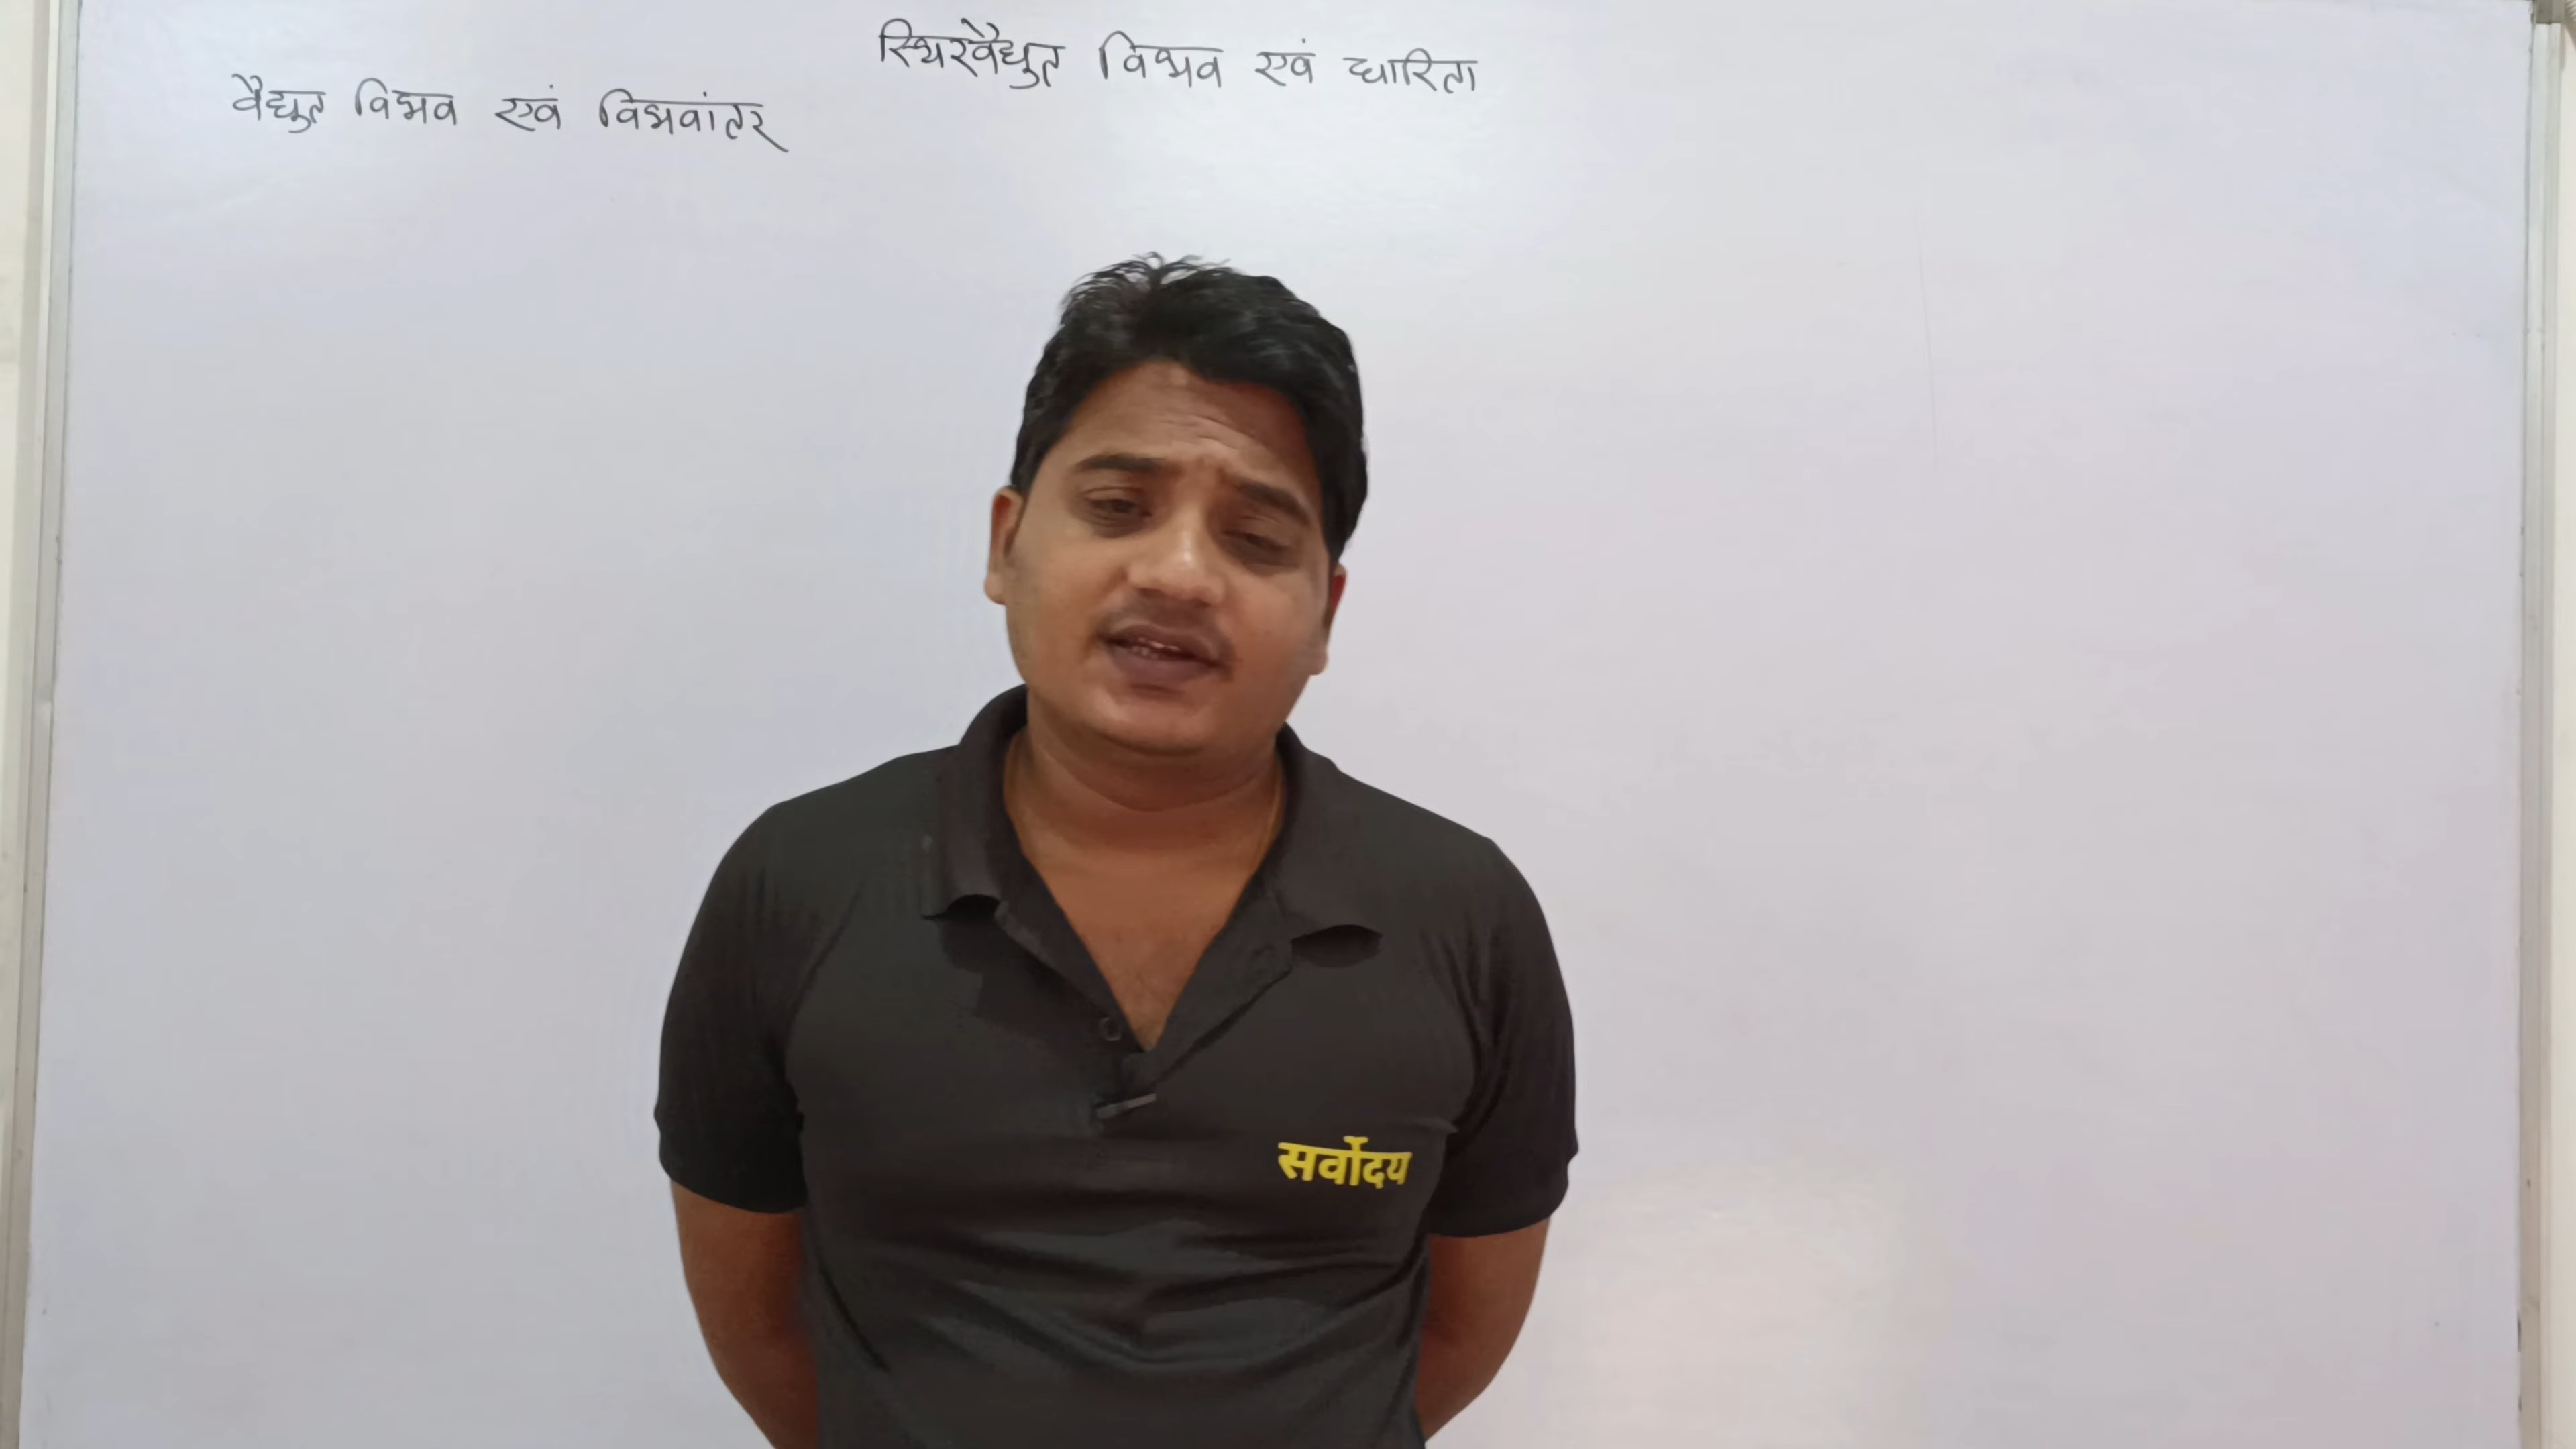 स्थिरवैद्युत विभव एवं धारिता
वैद्युत विभव एवं विभवांतर
सर्वोदय